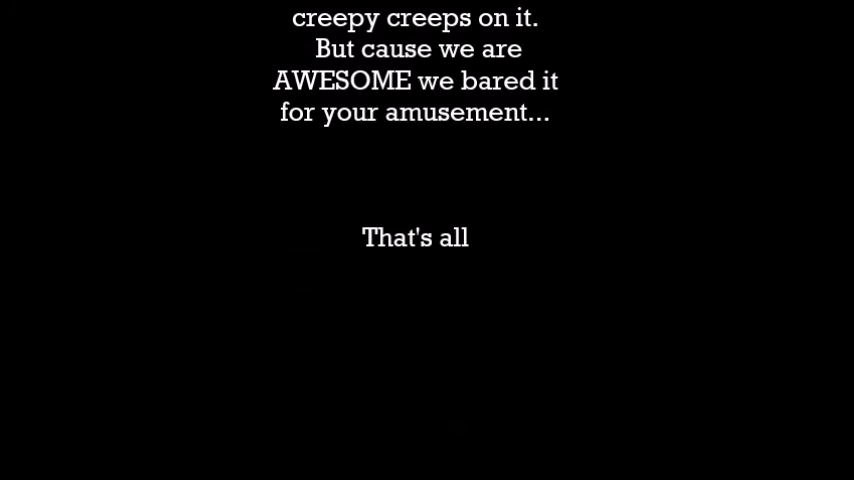 creepy creeps on it.
But cause we are
AWESOME we bared it
for your amusement...
That's all